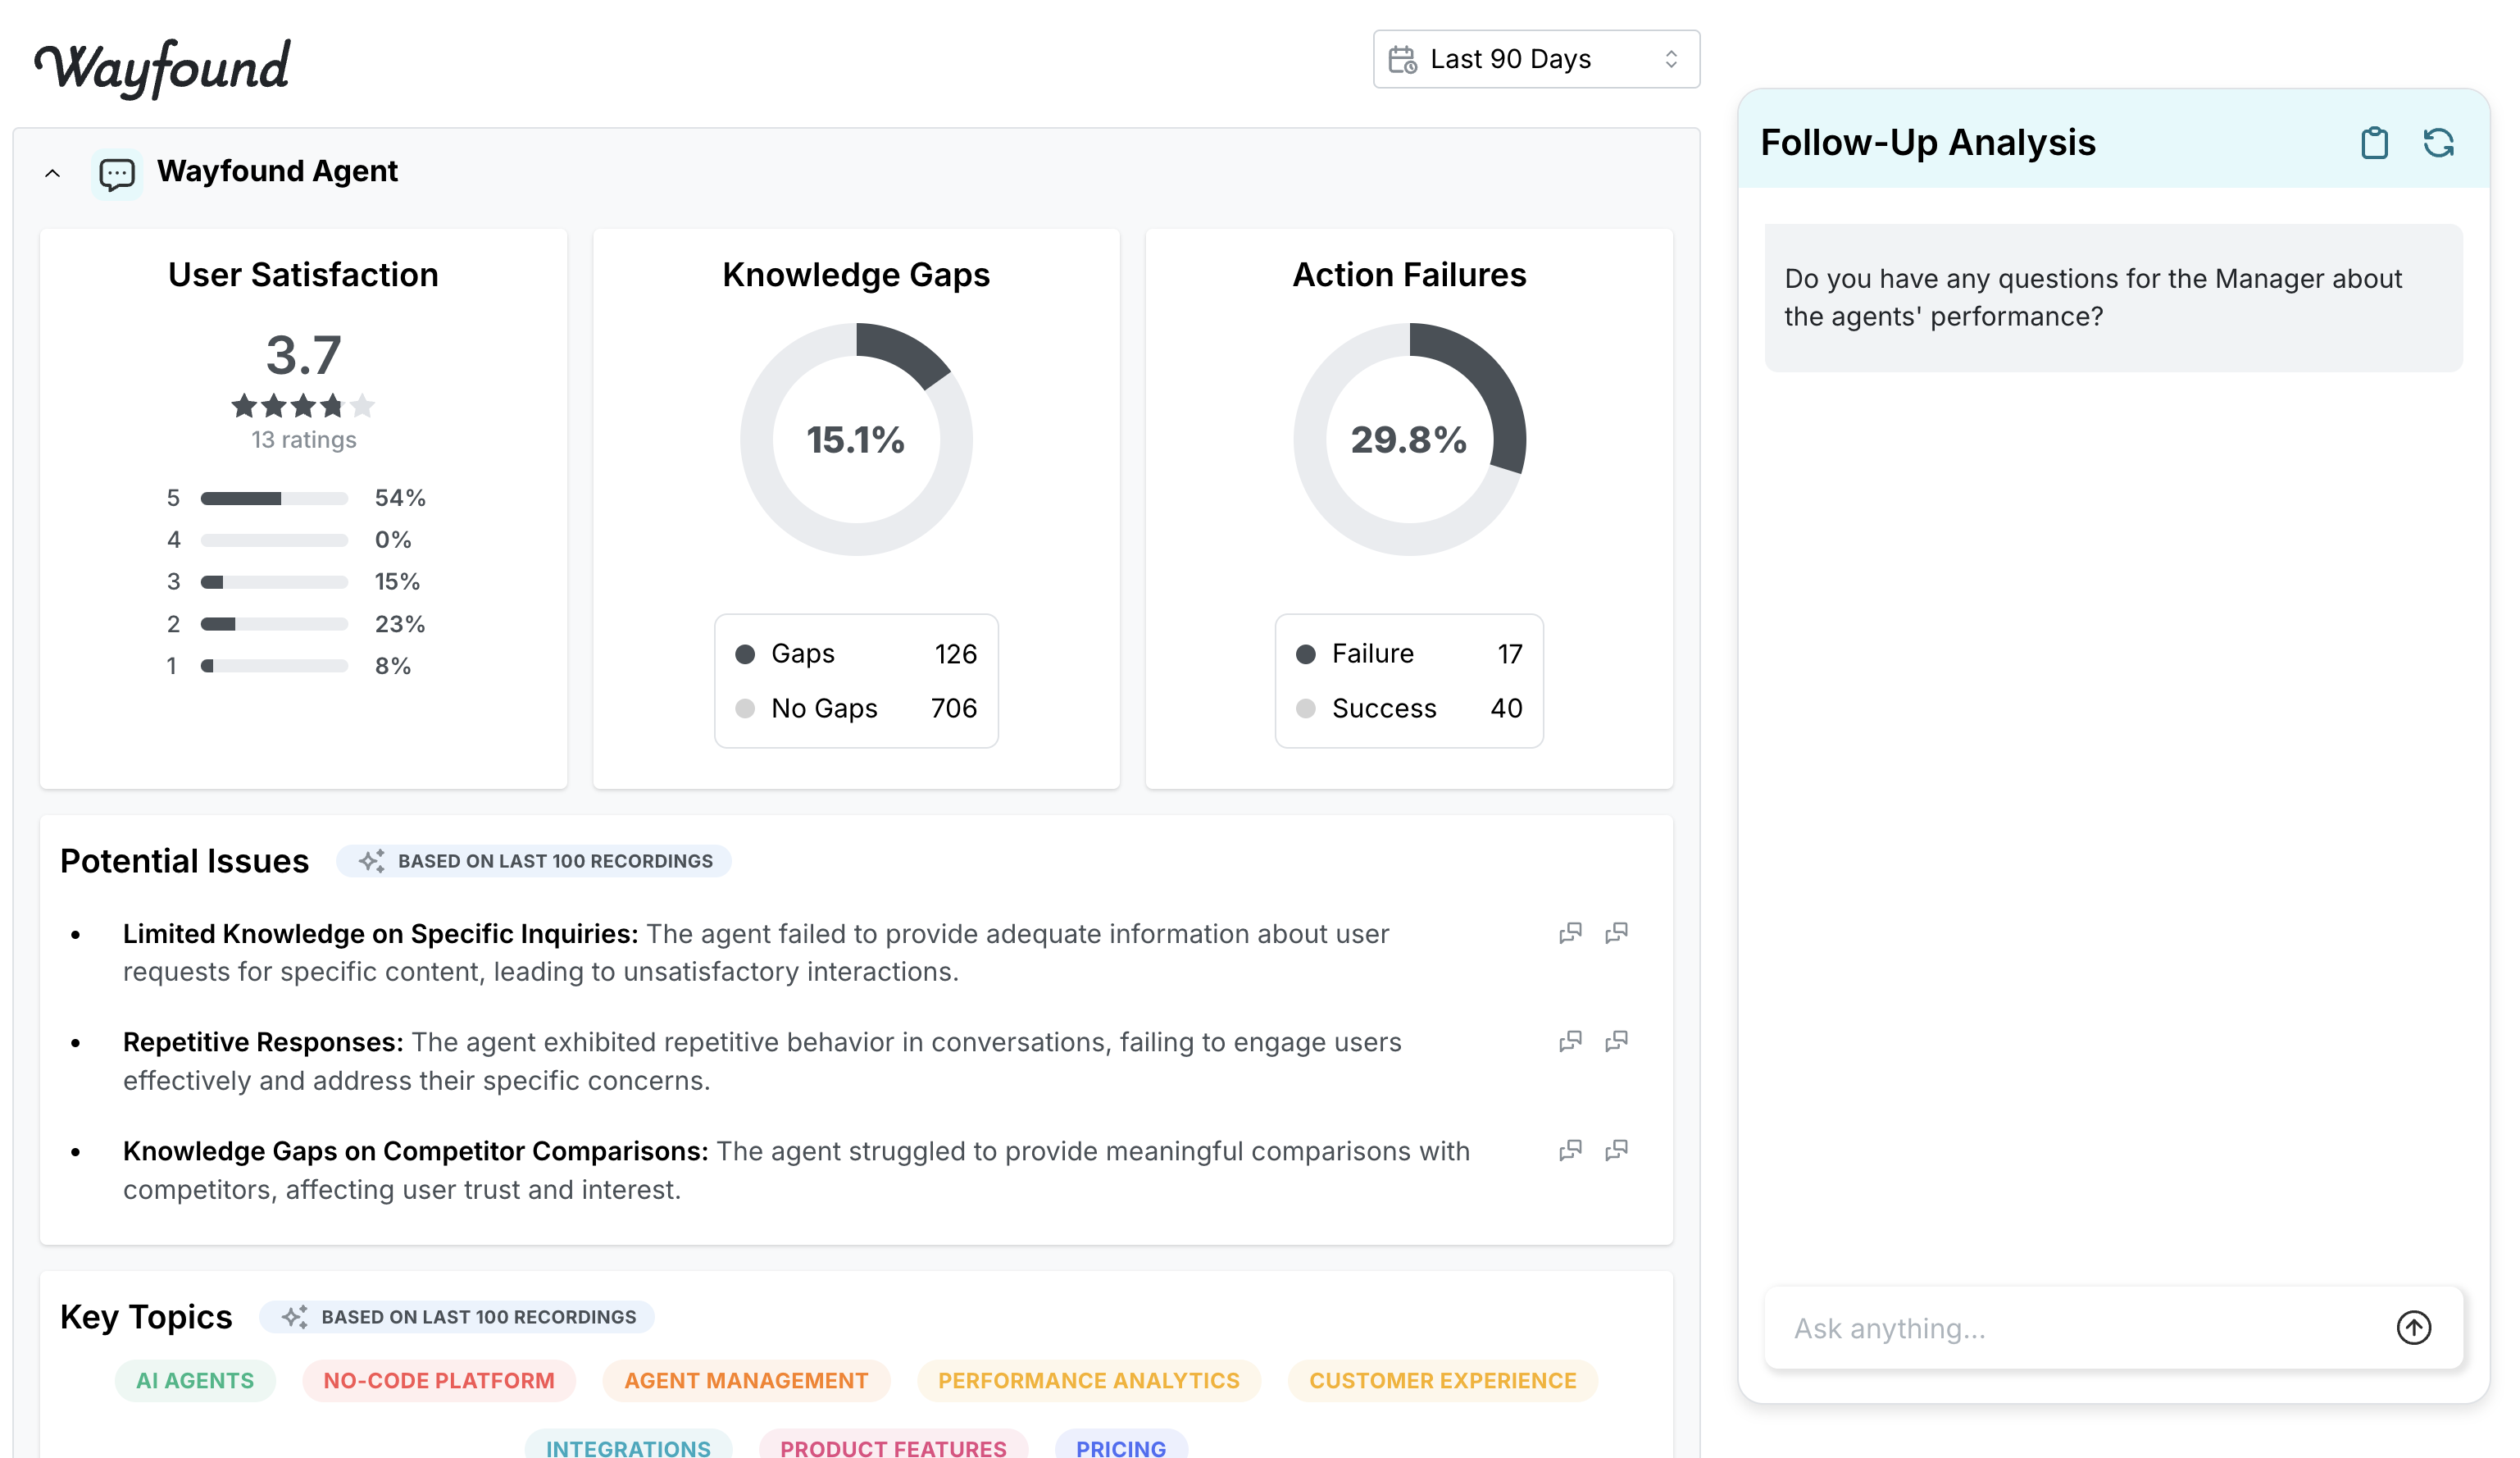 Wayfound
Last 90 Days
Wayfound Agent
User Satisfaction
3.7
13 ratings
5 54%
4 0%
3 15%
2 23%
1 8%
Knowledge Gaps
15.1%
Gaps 126
No Gaps 706
Action Failures
29.8%
Failure 17
Success 40
Potential Issues BASED ON LAST 100 RECORDINGS
Limited Knowledge on Specific Inquiries: The agent failed to provide adequate information about user
requests for specific content, leading to unsatisfactory interactions.
Repetitive Responses: The agent exhibited repetitive behavior in conversations, failing to engage users
effectively and address their specific concerns.
Knowledge Gaps on Competitor Comparisons: The agent struggled to provide meaningful comparisons with
competitors, affecting user trust and interest.
Key Topics BASED ON LAST 100 RECORDINGS
AI AGENTS NO-CODE PLATFORM AGENT MANAGEMENT PERFORMANCE ANALYTICS CUSTOMER EXPERIENCE
INTEGRATIONS PRODUCT FEATURES PRICING
Follow-Up Analysis
Do you have any questions for the Manager about
the agents' performance?
Ask anything...